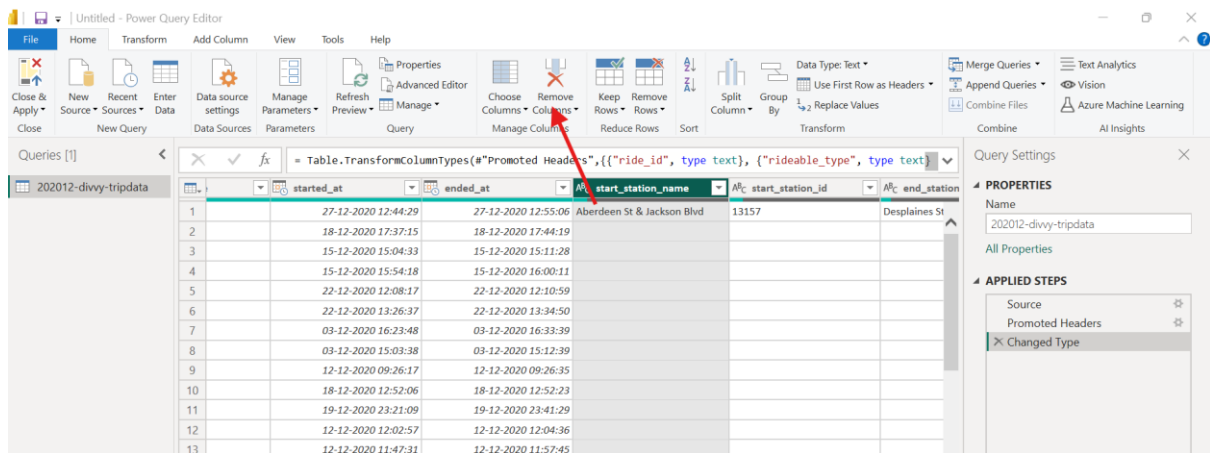 Untitled - Power Query Editor
File Home Transform Add Column View Tools Help
Close & Apply
New Source
Recent Sources
Enter Data
Data source settings
Manage Parameters
Refresh Preview
Properties
Advanced Editor
Manage
Choose Columns
Remove Columns
Keep Rows
Remove Rows
Split Column
Group By
Data Type: Text
Use First Row as Headers
Replace Values
Merge Queries
Append Queries
Combine Files
Text Analytics
Vision
Azure Machine Learning
Close New Query Data Sources Parameters Query Manage Columns Reduce Rows Sort Transform Combine AI Insights
Queries [1]
202012-divvy-tripdata
fx = Table.TransformColumnTypes(#"Promoted Headers",{{"ride_id", type text}, {"rideable_type", type text}
started_at ended_at start_station_name start_station_id end_station
1 27-12-2020 12:44:29 27-12-2020 12:55:06 Aberdeen St & Jackson Blvd 13157 Desplaines St
2 18-12-2020 17:37:15 18-12-2020 17:44:19
3 15-12-2020 15:04:33 15-12-2020 15:11:28
4 15-12-2020 15:54:18 15-12-2020 16:00:11
5 22-12-2020 12:08:17 22-12-2020 12:10:59
6 22-12-2020 13:26:37 22-12-2020 13:34:50
7 03-12-2020 16:23:48 03-12-2020 16:33:39
8 03-12-2020 15:03:38 03-12-2020 15:12:39
9 12-12-2020 09:26:17 12-12-2020 09:26:35
10 18-12-2020 12:52:06 18-12-2020 12:52:23
11 19-12-2020 23:21:09 19-12-2020 23:41:29
12 12-12-2020 12:02:57 12-12-2020 12:04:36
13 12-12-2020 11:47:31 12-12-2020 11:57:45
Query Settings
PROPERTIES
Name
202012-divvy-tripdata
All Properties
APPLIED STEPS
Source
Promoted Headers
Changed Type